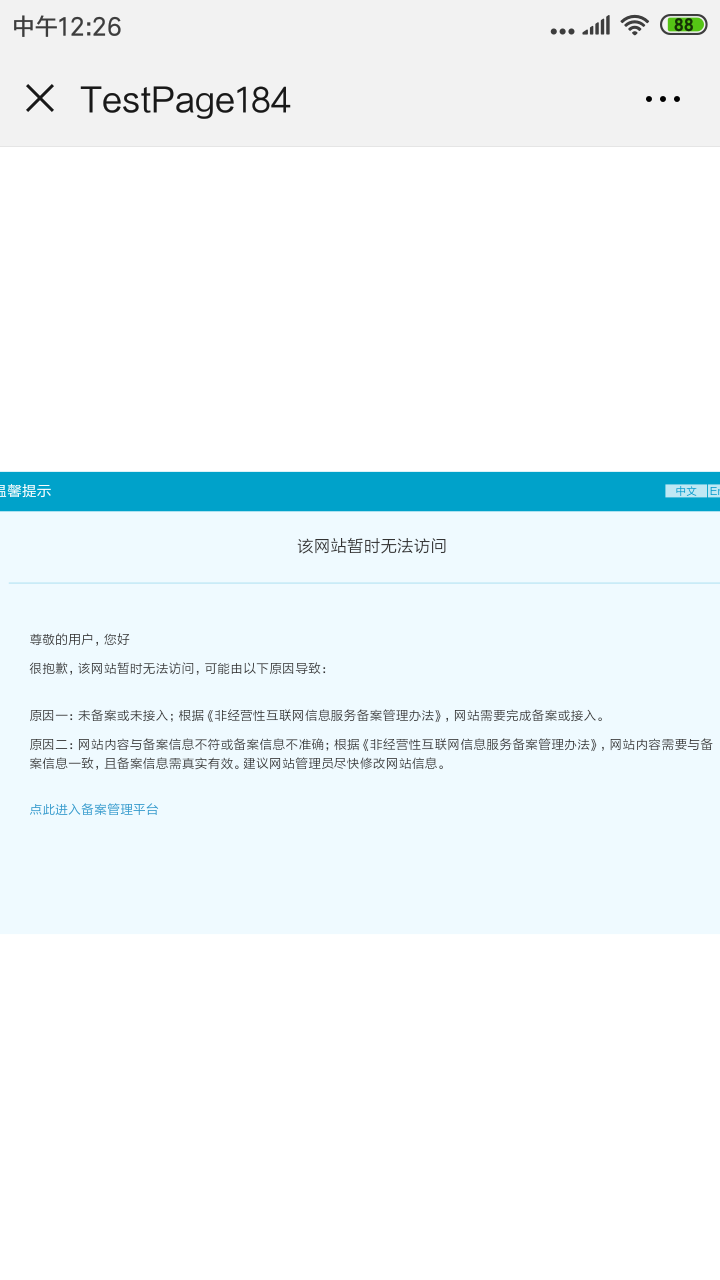 中午12:26
88
TestPage184
温馨提示
中文
En
该网站暂时无法访问
尊敬的用户，您好
很抱歉，该网站暂时无法访问，可能由以下原因导致：
原因一：未备案或未接入；根据《非经营性互联网信息服务备案管理办法》，网站需要完成备案或接入。
原因二：网站内容与备案信息不符或备案信息不准确；根据《非经营性互联网信息服务备案管理办法》，网站内容需要与备
案信息一致，且备案信息需真实有效。建议网站管理员尽快修改网站信息。
点此进入备案管理平台